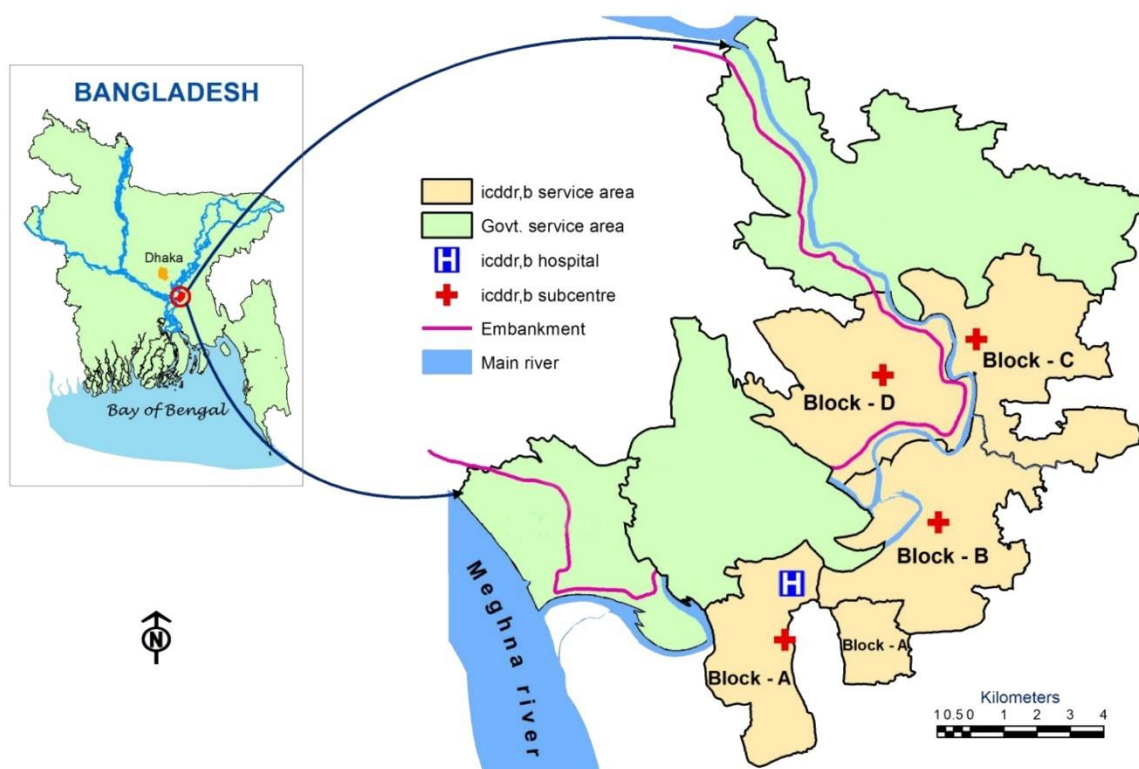 BANGLADESH
Dhaka
Bay of Bengal
icddr,b service area
Govt. service area
H
icddr,b hospital
icddr,b subcentre
Embankment
Main river
N
Meghna river
Block - C
Block - D
Block - B
H
Block - A
Block - A
Kilometers
1 0.5 0 1 2 3 4